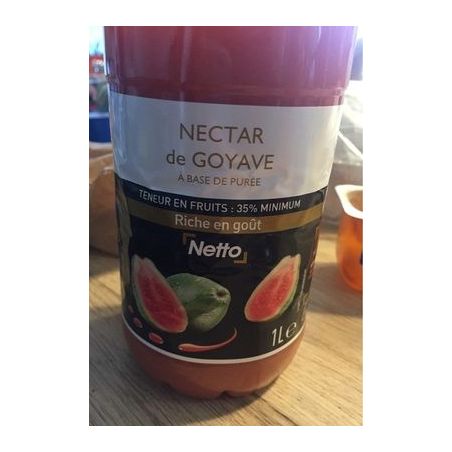 NECTAR
de GOYAVE
A BASE DE PURÉE
TENEUR EN FRUITS : 35% MINIMUM
Riche en goût
Netto
1L e